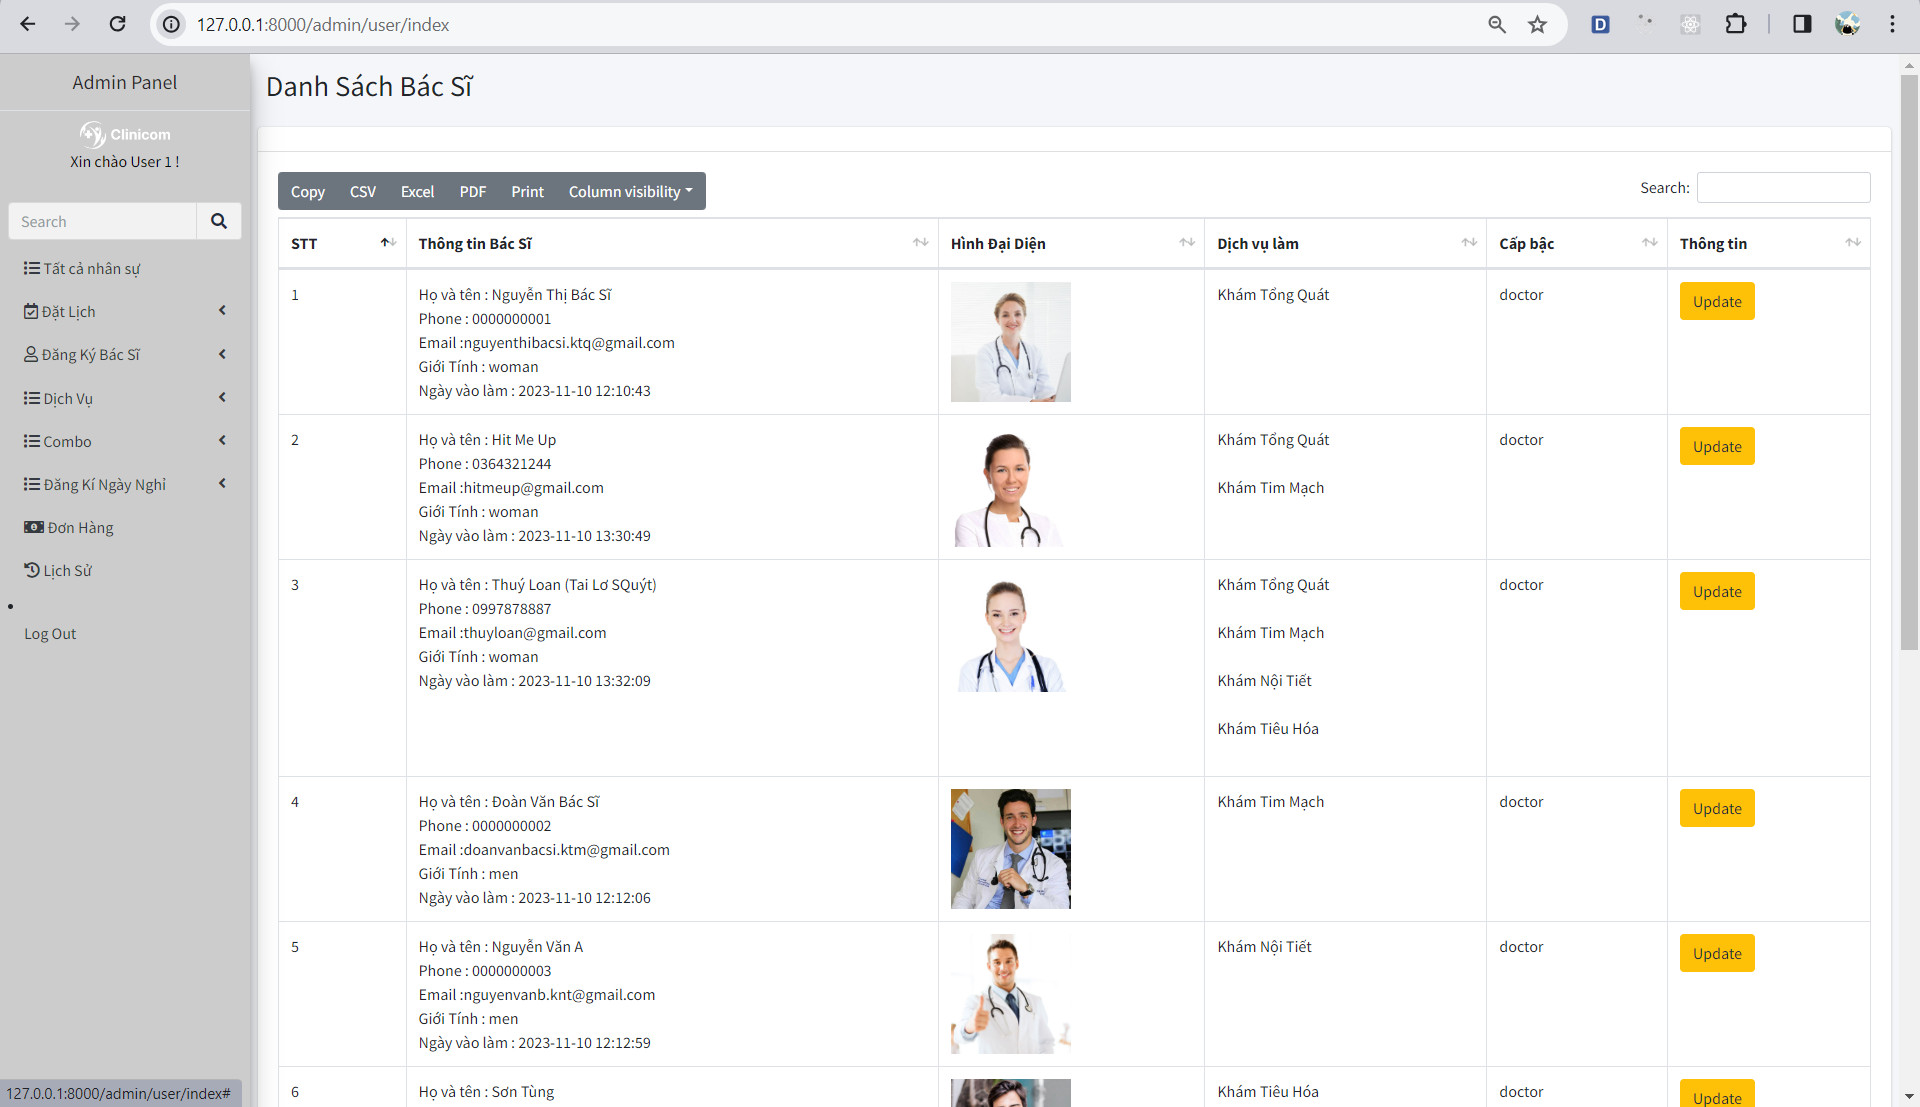 127.0.0.1:8000/admin/user/index
D
Admin Panel
Clinicom
Xin chào User 1 !
Search
Tất cả nhân sự
Đặt Lịch
Đăng Ký Bác Sĩ
Dịch Vụ
Combo
Đăng Kí Ngày Nghỉ
Đơn Hàng
Lịch Sử
Log Out
127.0.0.1:8000/admin/user/index#
Danh Sách Bác Sĩ
Copy CSV Excel PDF Print Column visibility
Search:
STT Thông tin Bác Sĩ Hình Đại Diện Dịch vụ làm Cấp bậc Thông tin
1
Họ và tên : Nguyễn Thị Bác Sĩ
Phone : 0000000001
Email :nguyenthibacsi.ktq@gmail.com
Giới Tính : woman
Ngày vào làm : 2023-11-10 12:10:43
Khám Tổng Quát
doctor
Update
2
Họ và tên : Hit Me Up
Phone : 0364321244
Email :hitmeup@gmail.com
Giới Tính : woman
Ngày vào làm : 2023-11-10 13:30:49
Khám Tổng Quát
Khám Tim Mạch
doctor
Update
3
Họ và tên : Thuý Loan (Tai Lơ SQuýt)
Phone : 0997878887
Email :thuyloan@gmail.com
Giới Tính : woman
Ngày vào làm : 2023-11-10 13:32:09
Khám Tổng Quát
Khám Tim Mạch
Khám Nội Tiết
Khám Tiêu Hóa
doctor
Update
4
Họ và tên : Đoàn Văn Bác Sĩ
Phone : 0000000002
Email :doanvanbacsi.ktm@gmail.com
Giới Tính : men
Ngày vào làm : 2023-11-10 12:12:06
Khám Tim Mạch
doctor
Update
5
Họ và tên : Nguyễn Văn A
Phone : 0000000003
Email :nguyenvanb.knt@gmail.com
Giới Tính : men
Ngày vào làm : 2023-11-10 12:12:59
Khám Nội Tiết
doctor
Update
6
Họ và tên : Sơn Tùng
Khám Tiêu Hóa
doctor
Update